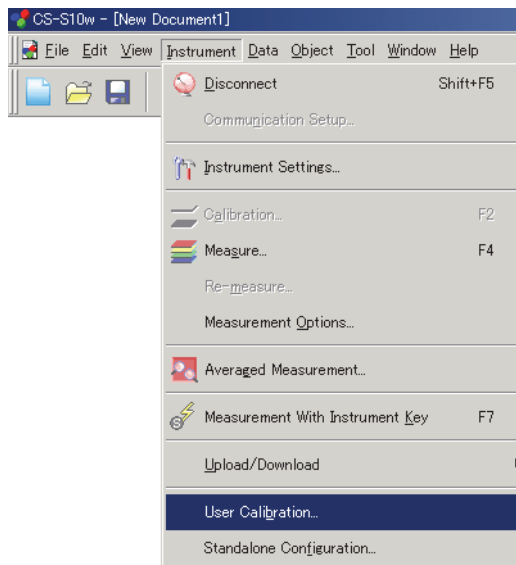 CS-S10w - [New Document1]
File Edit View Instrument Data Object Tool Window Help
Disconnect Shift+F5
Communication Setup...
Instrument Settings...
Calibration... F2
Measure... F4
Re-measure...
Measurement Options...
Averaged Measurement...
Measurement With Instrument Key F7
Upload/Download
User Calibration...
Standalone Configuration...